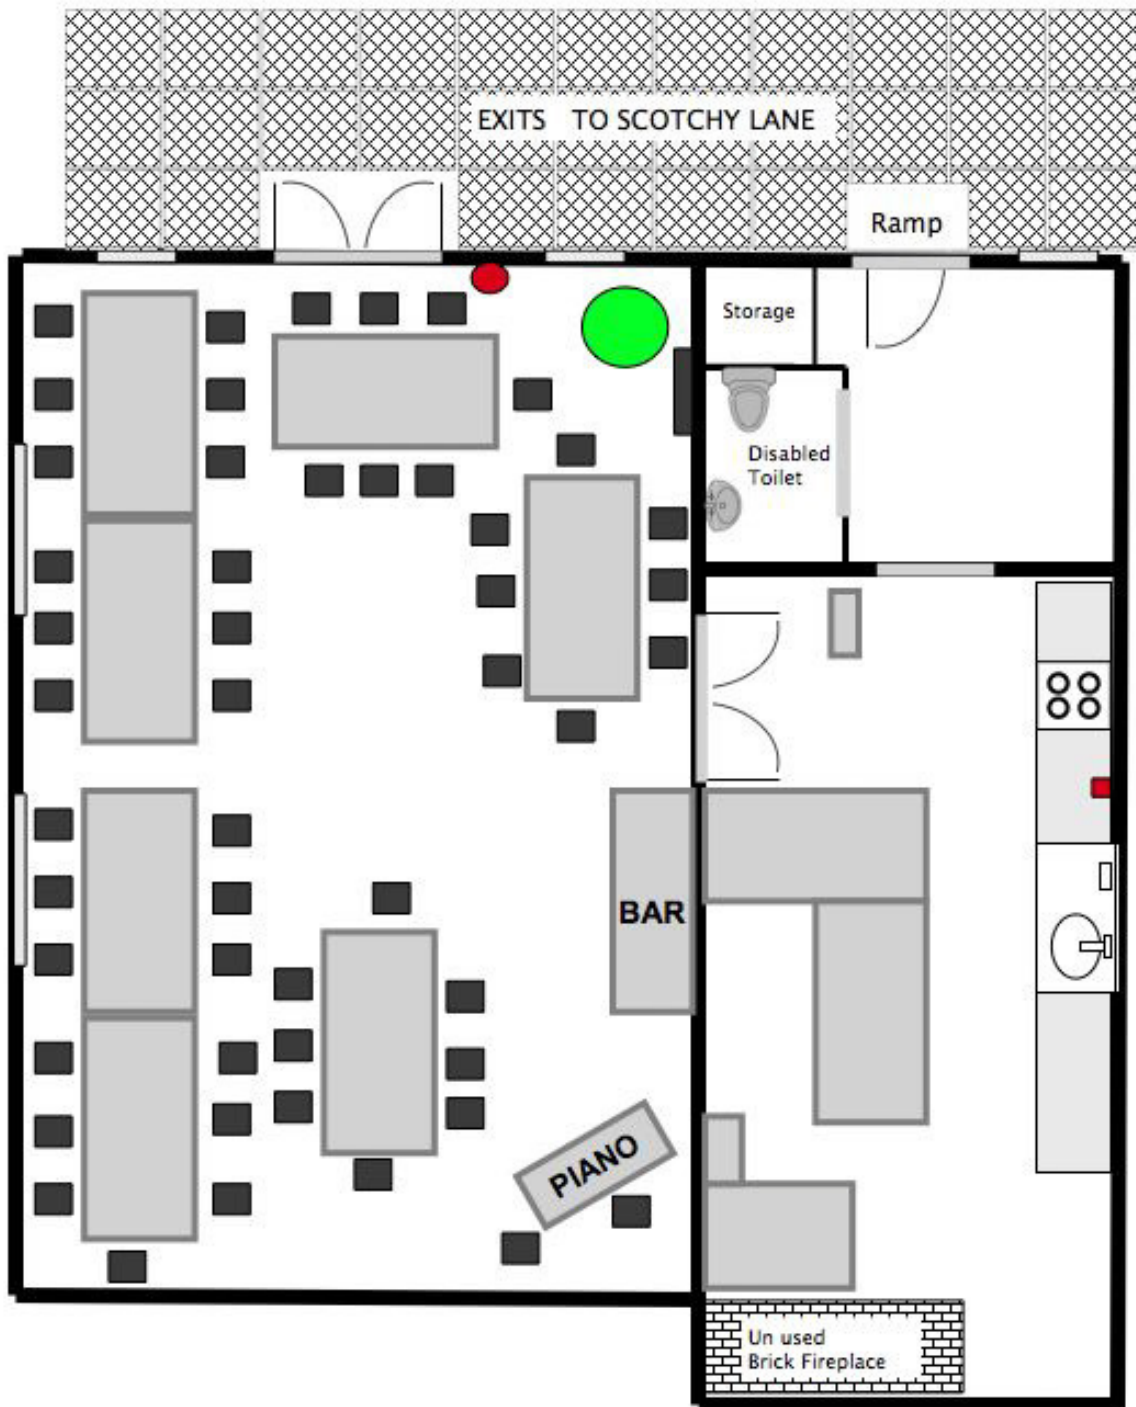 EXITS TO SCOTCHY LANE
Ramp
Storage
Disabled
Toilet
BAR
PIANO
Un used
Brick Fireplace